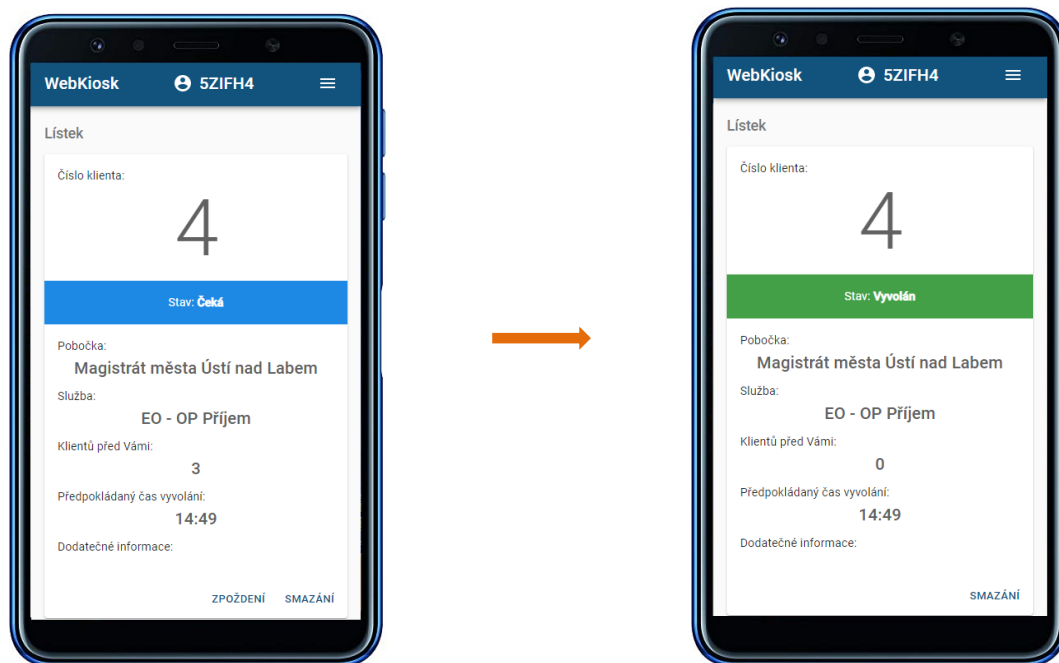 WebKiosk 5ZIFH4
Lístek
Číslo klienta:
4
Stav: Čeká
Pobočka:
Magistrát města Ústí nad Labem
Služba:
EO - OP Příjem
Klientů před Vámi:
3
Předpokládaný čas vyvolání:
14:49
Dodatečné informace:
ZPOŽDENÍ SMAZÁNÍ
WebKiosk 5ZIFH4
Lístek
Číslo klienta:
4
Stav: Vyvolán
Pobočka:
Magistrát města Ústí nad Labem
Služba:
EO - OP Příjem
Klientů před Vámi:
0
Předpokládaný čas vyvolání:
14:49
Dodatečné informace:
SMAZÁNÍ